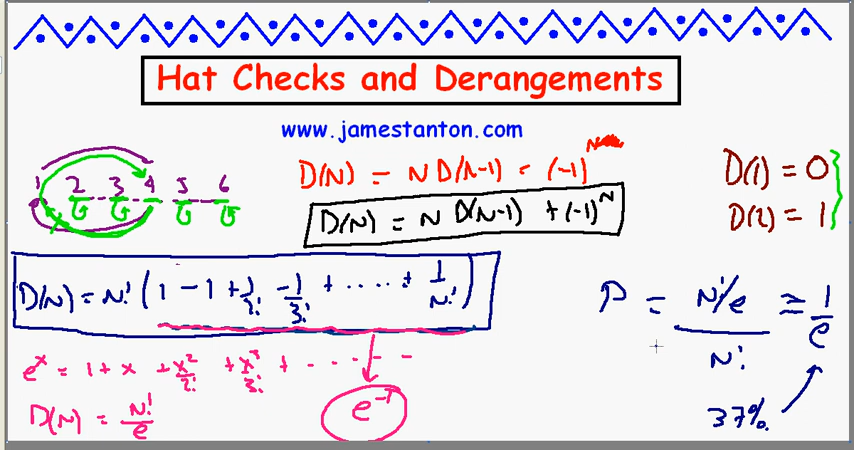 Hat Checks and Derangements
www.jamestanton.com
1 2 3 4 5 6
D(N) - N D(N-1) = (-1)
D(N) = N D(N-1) + (-1)^N
D(1) = 0
D(2) = 1
D(N) = N! (1 - 1 + 1/2! - 1/3! + ..... + 1/N!)
P = N!/e / N! ≅ 1/e
e^x = 1 + x + x^2/2! + x^3/3! + ------
e^-1
D(N) = N!/e
37%